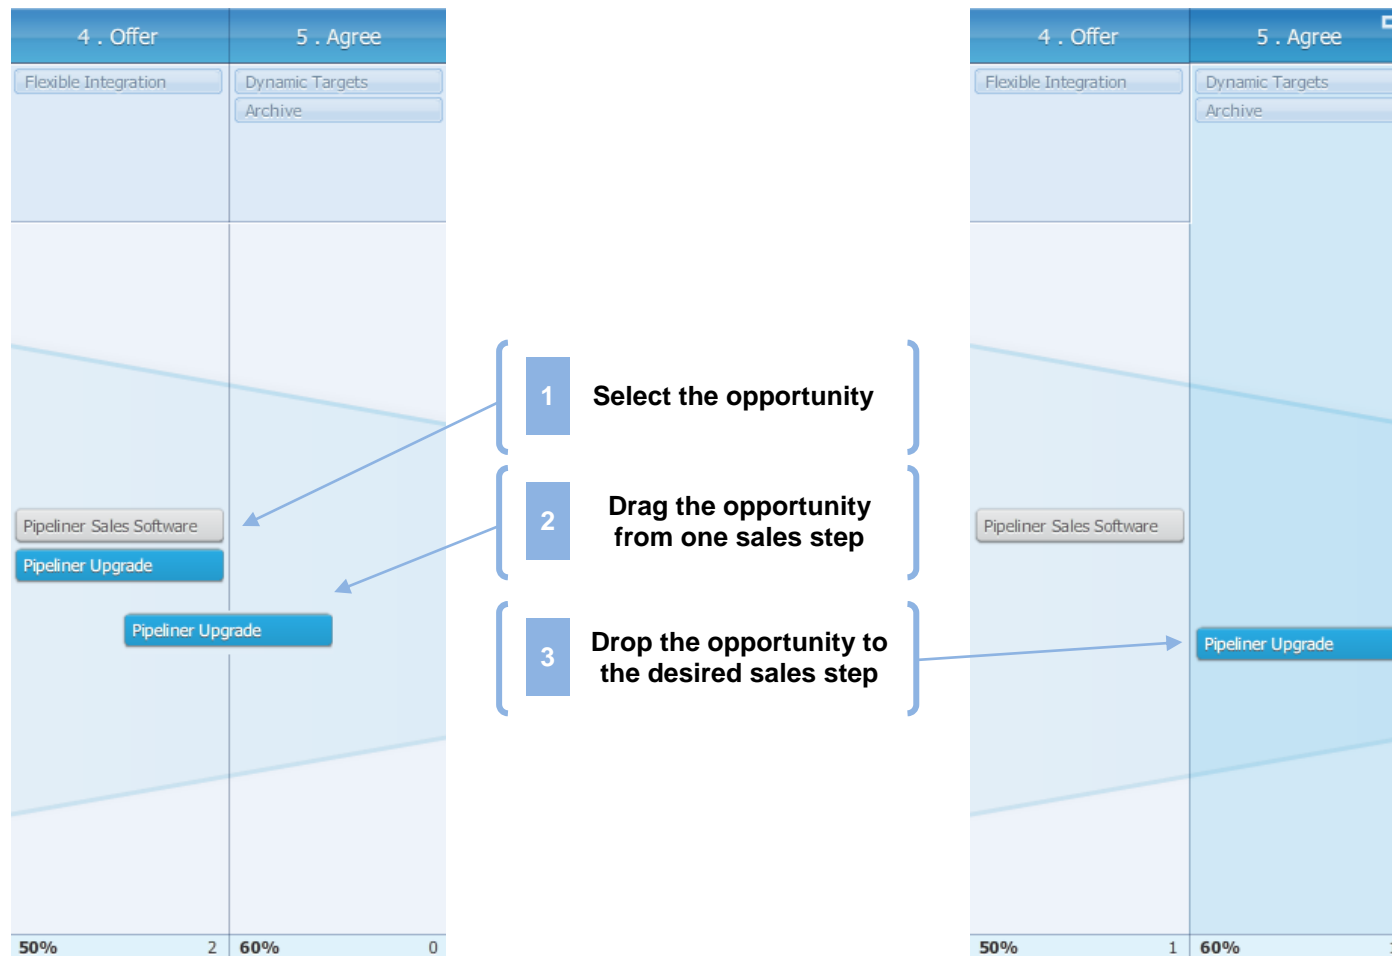 4 . Offer
5 . Agree
Flexible Integration
Dynamic Targets
Archive
Pipeliner Sales Software
Pipeliner Upgrade
Pipeliner Upgrade
50%
2
60%
0
1
Select the opportunity
2
Drag the opportunity
from one sales step
3
Drop the opportunity to
the desired sales step
4 . Offer
5 . Agree
Flexible Integration
Dynamic Targets
Archive
Pipeliner Sales Software
Pipeliner Upgrade
50%
1
60%